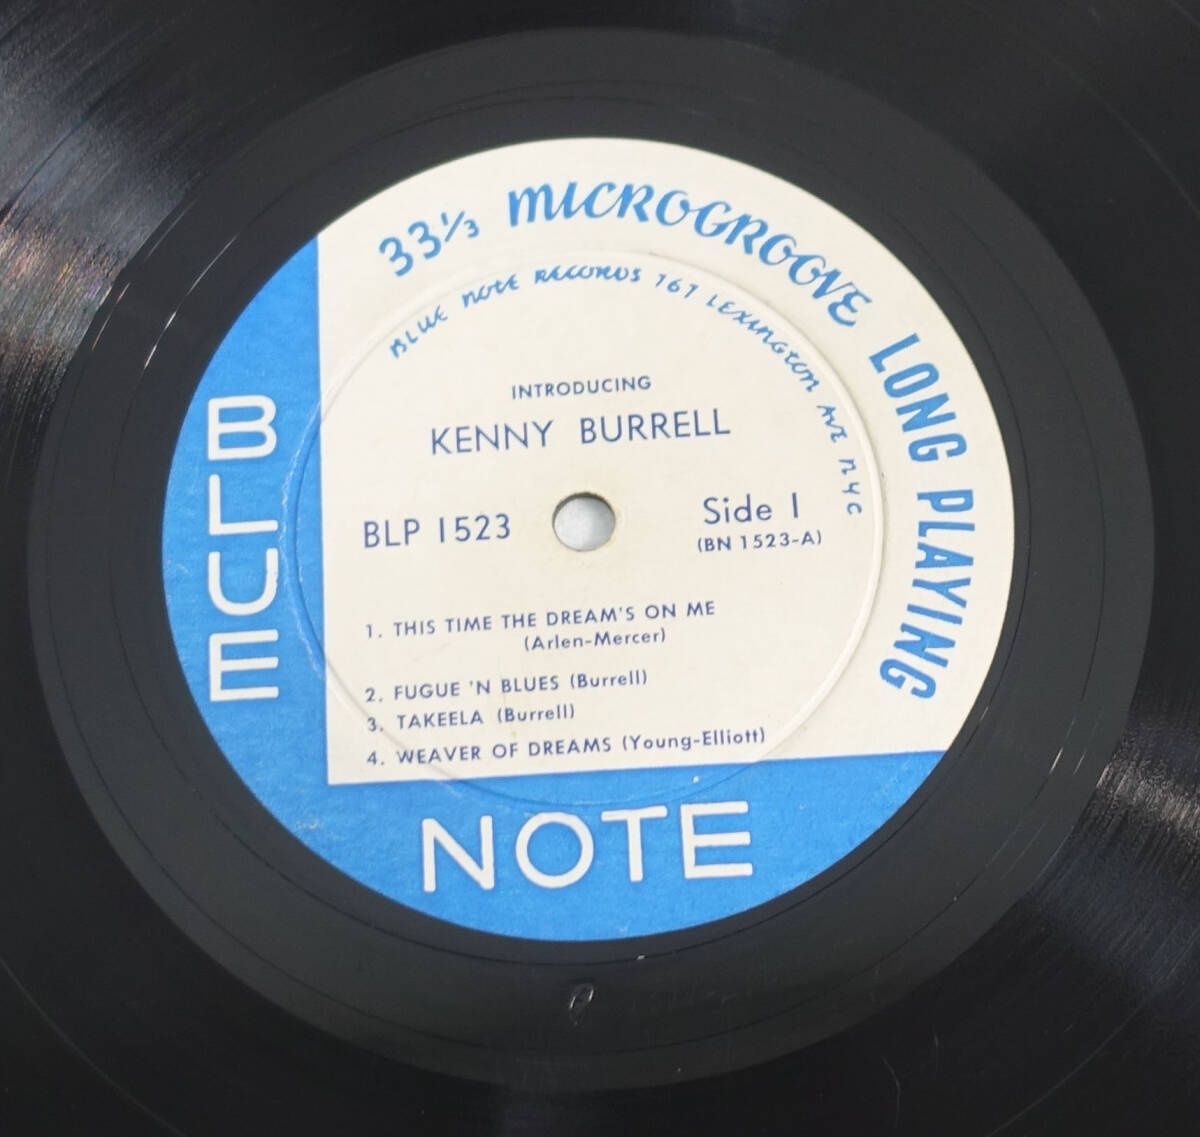 33⅓ MICROGROOVE LONG PLAYING
BLUE NOTE RECORDS 767 LEXINGTON AVE NYC
INTRODUCING
KENNY BURRELL
BLP 1523
Side 1
(BN 1523-A)
1. THIS TIME THE DREAM'S ON ME
(Arlen-Mercer)
2. FUGUE 'N BLUES (Burrell)
3. TAKEELA (Burrell)
4. WEAVER OF DREAMS (Young-Elliott)
BLUE
NOTE